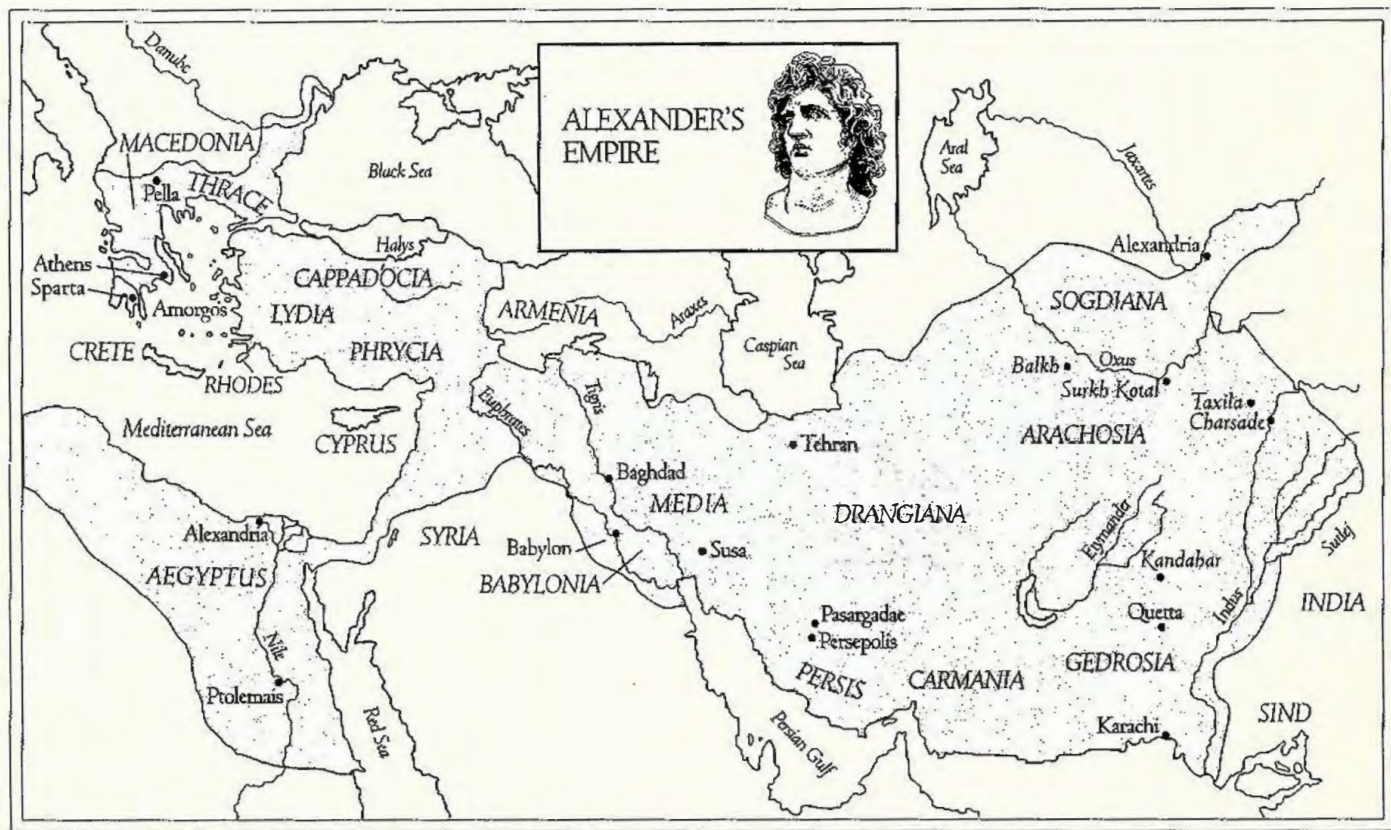 ALEXANDER'S
EMPIRE
Danube
MACEDONIA
Pella
THRACE
Black Sea
Aral
Sea
Jaxartes
Alexandria
Athens
Sparta
Amorgos
Halys
CAPPADOCIA
LYDIA
PHRYCIA
ARMENIA
Araxes
Caspian
Sea
SOGDIANA
Oxus
Balkh
Surkh Kotal
Taxila
Charsade
CRETE
RHODES
Mediterranean Sea
CYPRUS
Euphrates
Tigris
Tehran
ARACHOSIA
Baghdad
MEDIA
DRANGIANA
Etymander
Alexandria
SYRIA
Babylon
BABYLONIA
Susa
Kandahar
Sutlej
AEGYPTUS
Indus
INDIA
Quetta
Pasargadae
Persepolis
Nile
Ptolemais
Red Sea
PERSIS
CARMANIA
GEDROSIA
Persian Gulf
Karachi
SIND